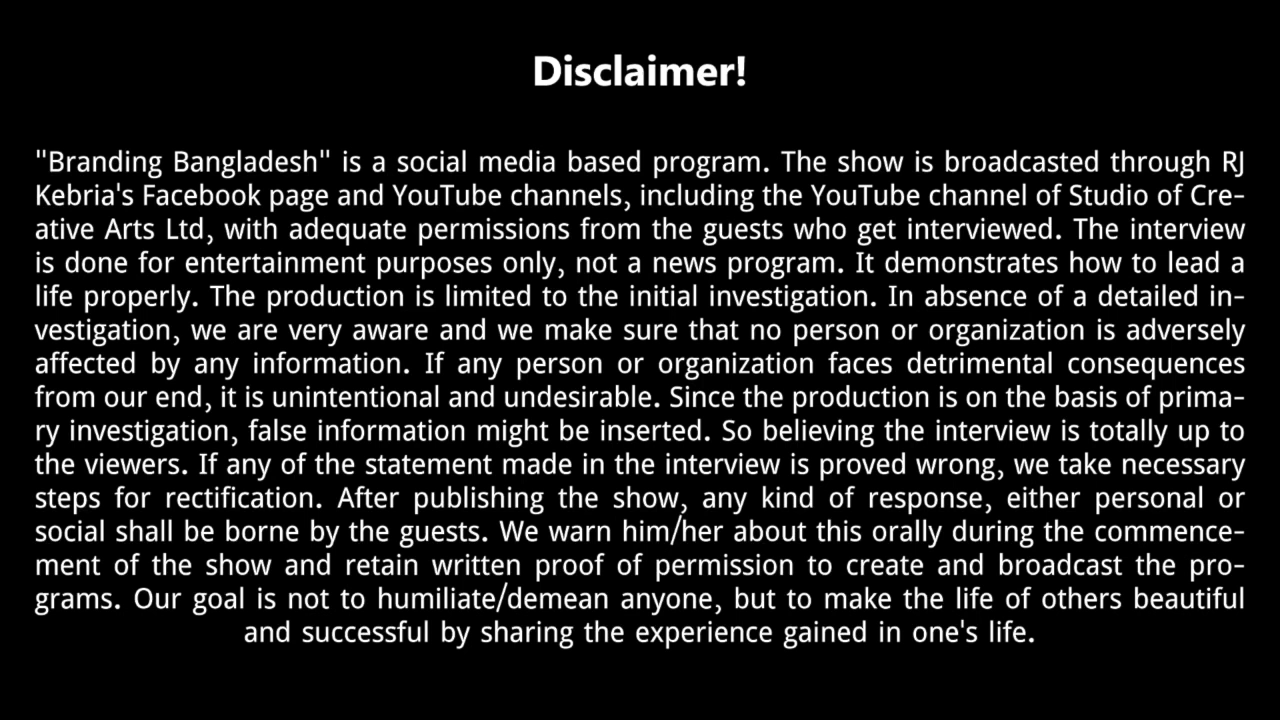 Disclaimer!
"Branding Bangladesh" is a social media based program. The show is broadcasted through RJ
Kebria's Facebook page and YouTube channels, including the YouTube channel of Studio of Cre-
ative Arts Ltd, with adequate permissions from the guests who get interviewed. The interview
is done for entertainment purposes only, not a news program. It demonstrates how to lead a
life properly. The production is limited to the initial investigation. In absence of a detailed in-
vestigation, we are very aware and we make sure that no person or organization is adversely
affected by any information. If any person or organization faces detrimental consequences
from our end, it is unintentional and undesirable. Since the production is on the basis of prima-
ry investigation, false information might be inserted. So believing the interview is totally up to
the viewers. If any of the statement made in the interview is proved wrong, we take necessary
steps for rectification. After publishing the show, any kind of response, either personal or
social shall be borne by the guests. We warn him/her about this orally during the commence-
ment of the show and retain written proof of permission to create and broadcast the pro-
grams. Our goal is not to humiliate/demean anyone, but to make the life of others beautiful
and successful by sharing the experience gained in one's life.